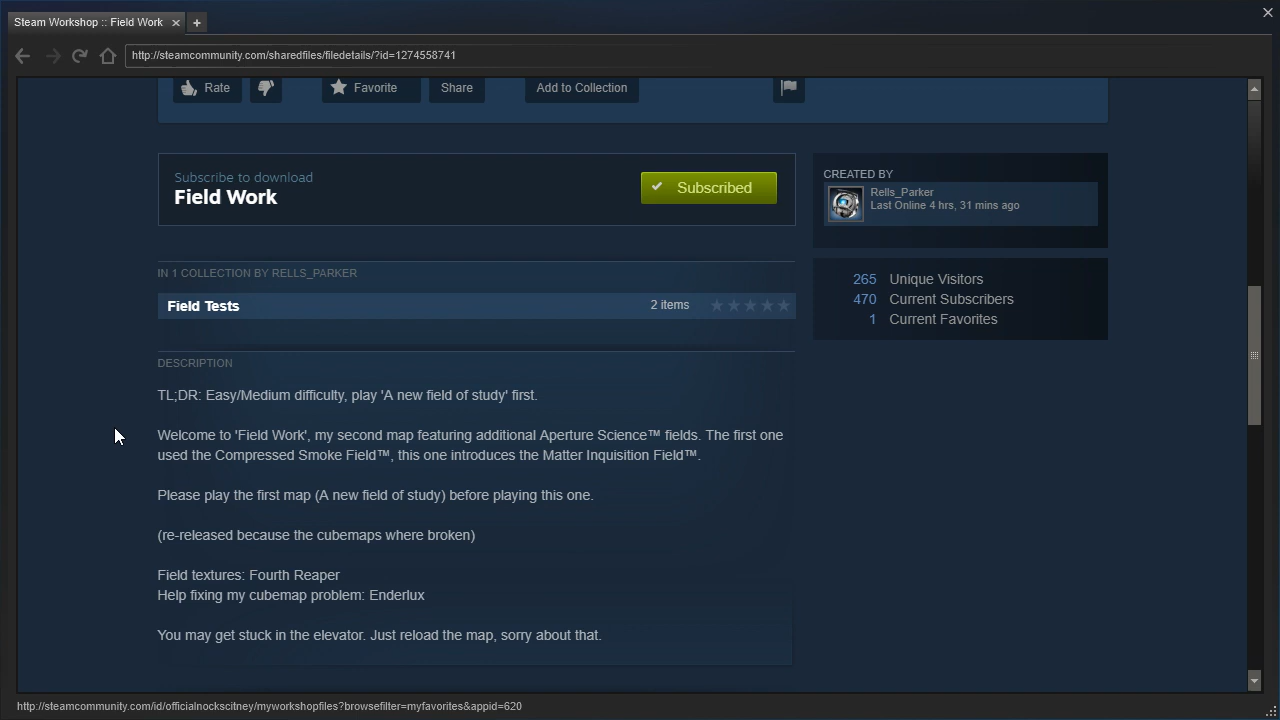 Steam Workshop :: Field Work
http://steamcommunity.com/sharedfiles/filedetails/?id=1274558741
Rate
Favorite
Share
Add to Collection
Subscribe to download
Field Work
Subscribed
CREATED BY
Rells_Parker
Last Online 4 hrs, 31 mins ago
IN 1 COLLECTION BY RELLS_PARKER
Field Tests
2 items
265 Unique Visitors
470 Current Subscribers
1 Current Favorites
DESCRIPTION
TL;DR: Easy/Medium difficulty, play 'A new field of study' first.
Welcome to 'Field Work', my second map featuring additional Aperture Science™ fields. The first one
used the Compressed Smoke Field™, this one introduces the Matter Inquisition Field™.
Please play the first map (A new field of study) before playing this one.
(re-released because the cubemaps where broken)
Field textures: Fourth Reaper
Help fixing my cubemap problem: Enderlux
You may get stuck in the elevator. Just reload the map, sorry about that.
http://steamcommunity.com/id/officialnockscitney/myworkshopfiles?browsefilter=myfavorites&appid=620